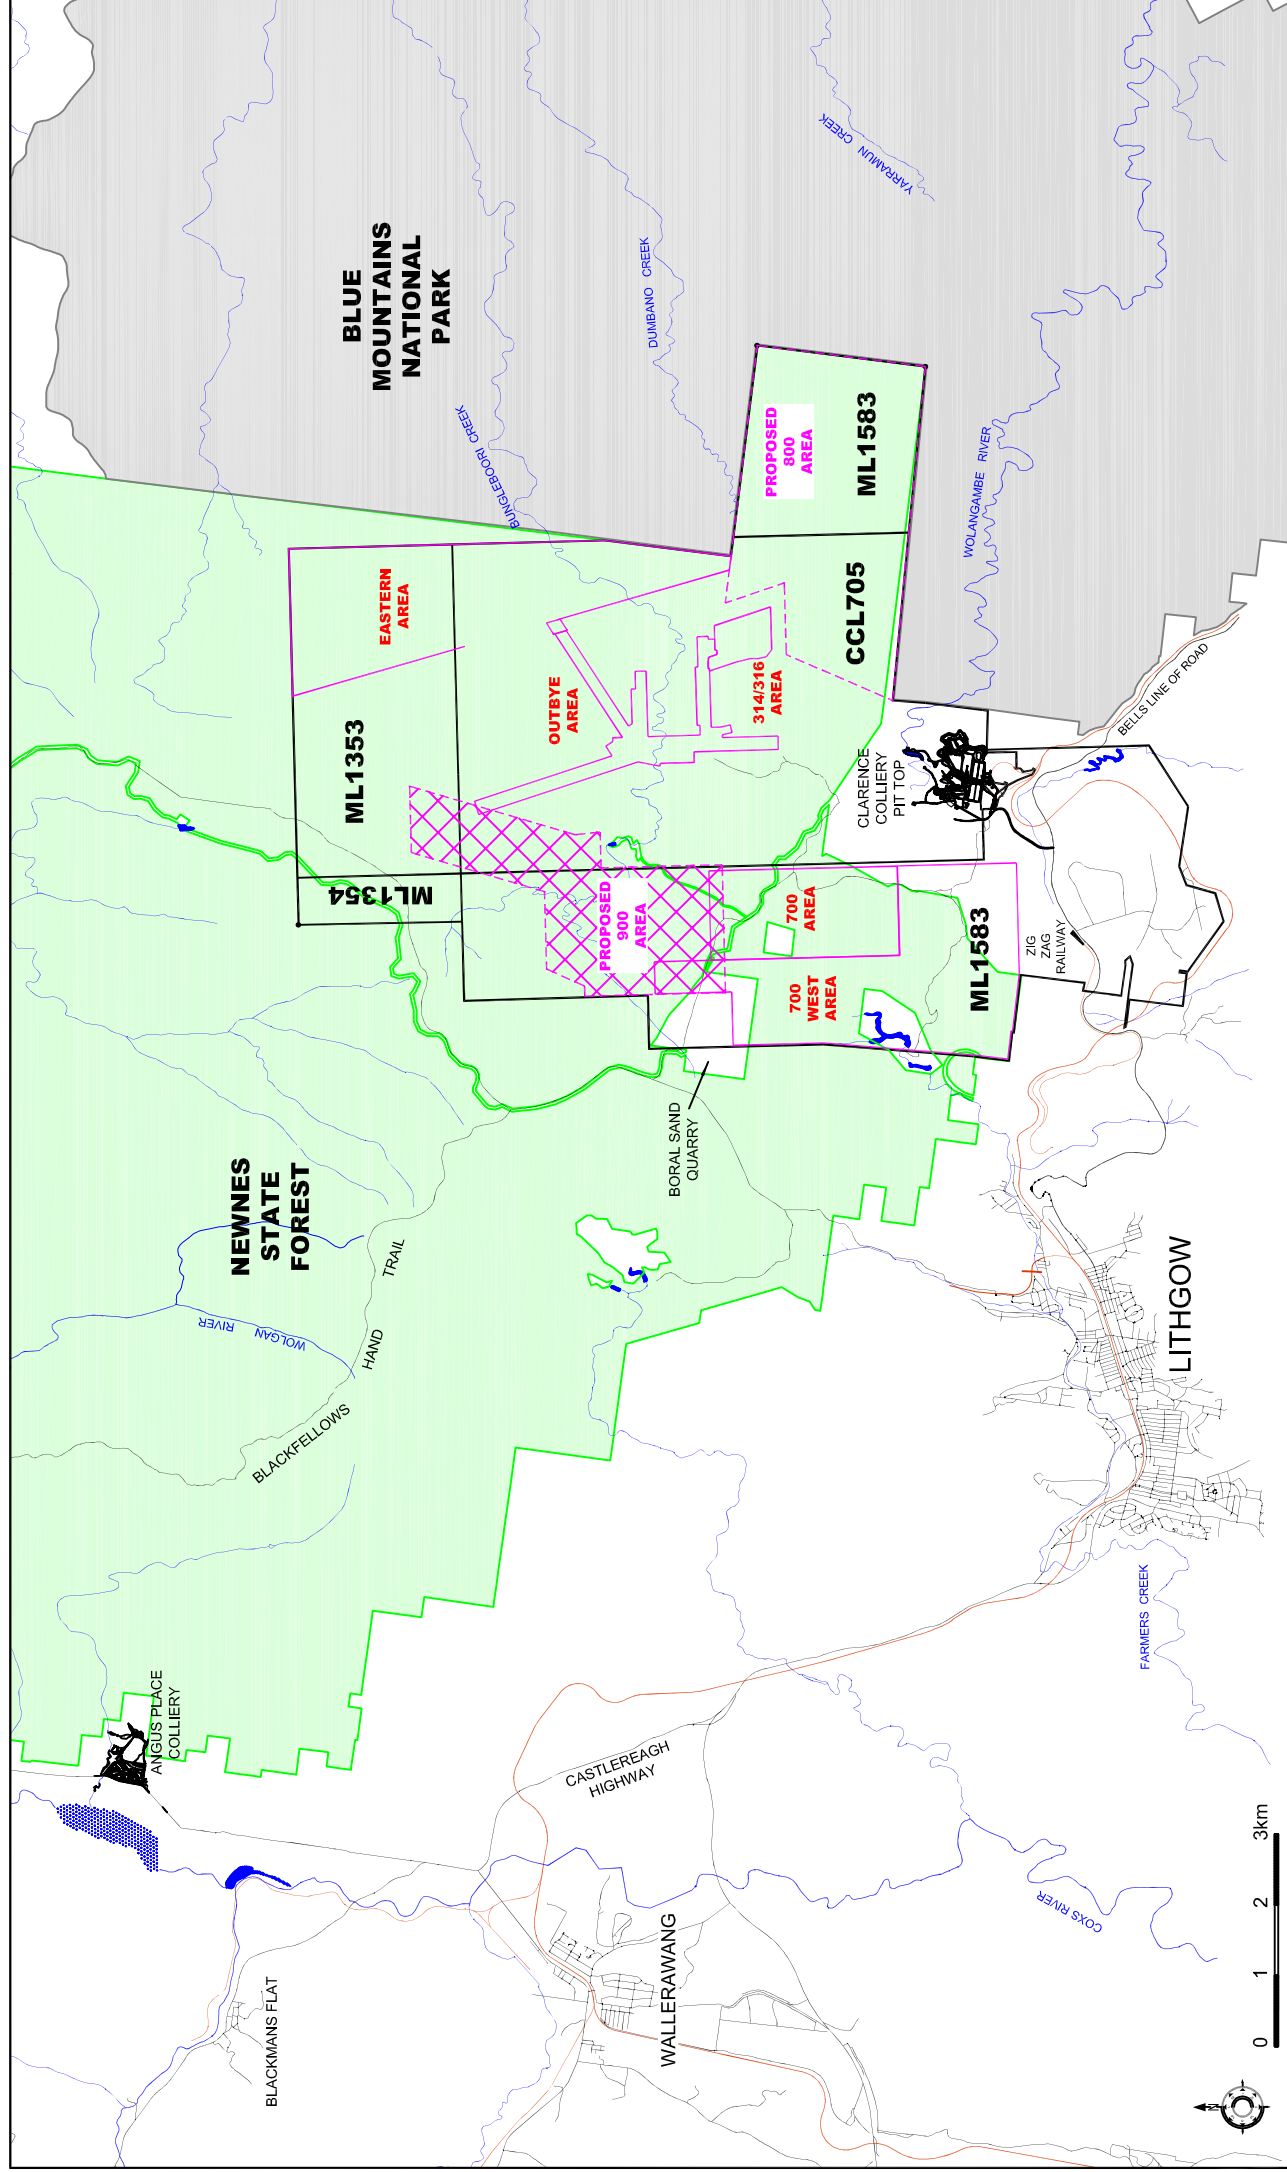 BLUE
MOUNTAINS
NATIONAL
PARK
NEWNES
STATE
FOREST
BUNGLEBOORI CREEK
DUMBANO CREEK
YARRAMUN CREEK
WOLANGAMBE RIVER
EASTERN
AREA
ML1353
ML1354
OUTBYE
AREA
314/316
AREA
PROPOSED
800
AREA
ML1583
CCL705
PROPOSED
900
AREA
700
AREA
700
WEST
AREA
ML1583
CLARENCE
COLLIERY
PIT TOP
BELLS LINE OF ROAD
ZIG
ZAG
RAILWAY
BORAL SAND
QUARRY
WOLGAN RIVER
BLACKFELLOWS HAND TRAIL
ANGUS PLACE
COLLIERY
LITHGOW
FARMERS CREEK
CASTLEREAGH
HIGHWAY
COXS RIVER
WALLERAWANG
BLACKMANS FLAT
0 1 2 3km
N